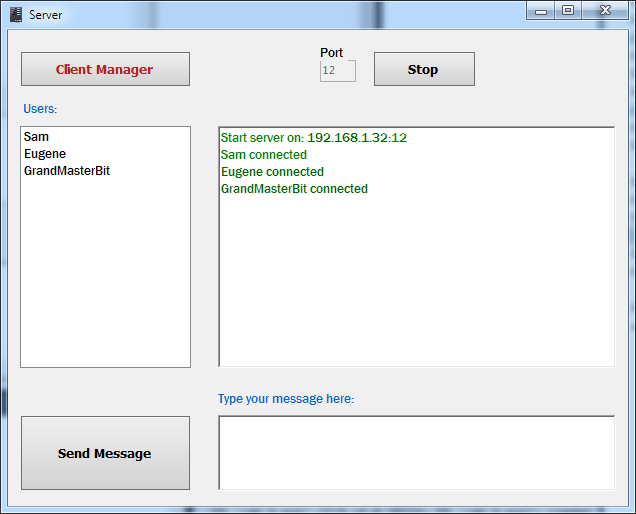 Server
Port
Client Manager
12
Stop
Users:
Sam
Eugene
GrandMasterBit
Start server on: 192.168.1.32:12
Sam connected
Eugene connected
GrandMasterBit connected
Type your message here:
Send Message